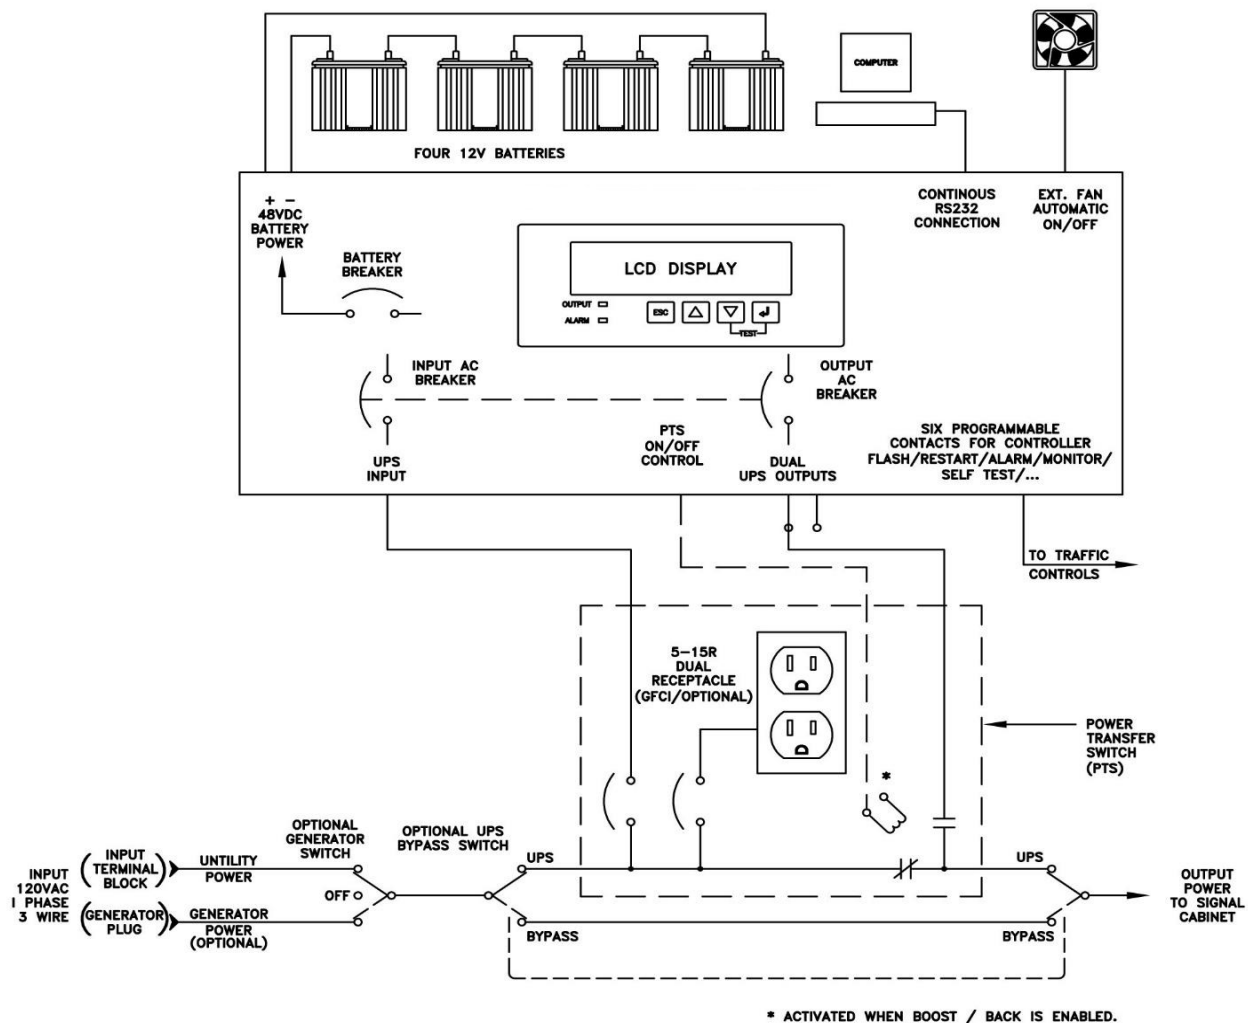 COMPUTER
FOUR 12V BATTERIES
+ -
48VDC
BATTERY
POWER
CONTINOUS
RS232
CONNECTION
EXT. FAN
AUTOMATIC
ON/OFF
BATTERY
BREAKER
LCD DISPLAY
OUTPUT
ALARM
ESC
TEST
INPUT AC
BREAKER
OUTPUT
AC
BREAKER
UPS
INPUT
PTS
ON/OFF
CONTROL
DUAL
UPS OUTPUTS
SIX PROGRAMMABLE
CONTACTS FOR CONTROLLER
FLASH/RESTART/ALARM/MONITOR/
SELF TEST/...
TO TRAFFIC
CONTROLS
5-15R
DUAL
RECEPTACLE
(GFCI/OPTIONAL)
POWER
TRANSFER
SWITCH
(PTS)
*
OPTIONAL
GENERATOR
SWITCH
OPTIONAL UPS
BYPASS SWITCH
INPUT
120VAC
I PHASE
3 WIRE
(INPUT
TERMINAL
BLOCK)
(GENERATOR
PLUG)
UNTILITY
POWER
OFF
GENERATOR
POWER
(OPTIONAL)
UPS
BYPASS
UPS
BYPASS
OUTPUT
POWER
TO SIGNAL
CABINET
* ACTIVATED WHEN BOOST / BACK IS ENABLED.